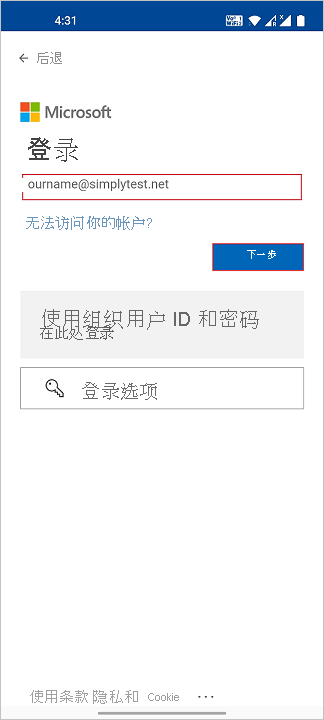 4:31
后退
Microsoft
登录
ourname@simplytest.net
无法访问你的帐户?
下一步
使用组织用户 ID 和密码
在此处登录
登录选项
使用条款 隐私和 Cookie ...